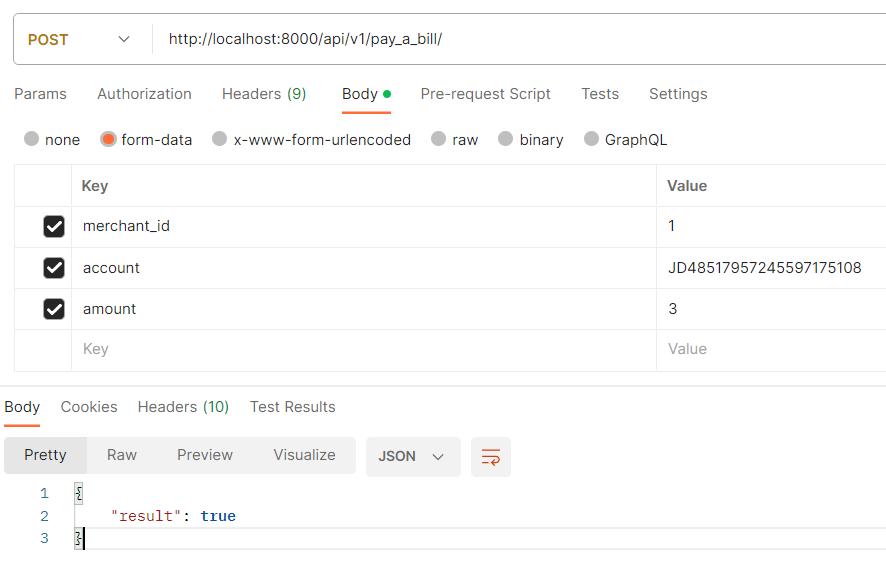 POST http://localhost:8000/api/v1/pay_a_bill/
Params Authorization Headers (9) Body Pre-request Script Tests Settings
none form-data x-www-form-urlencoded raw binary GraphQL
Key Value
merchant_id 1
account JD48517957245597175108
amount 3
Key Value
Body Cookies Headers (10) Test Results
Pretty Raw Preview Visualize JSON
1 {
2 "result": true
3 }